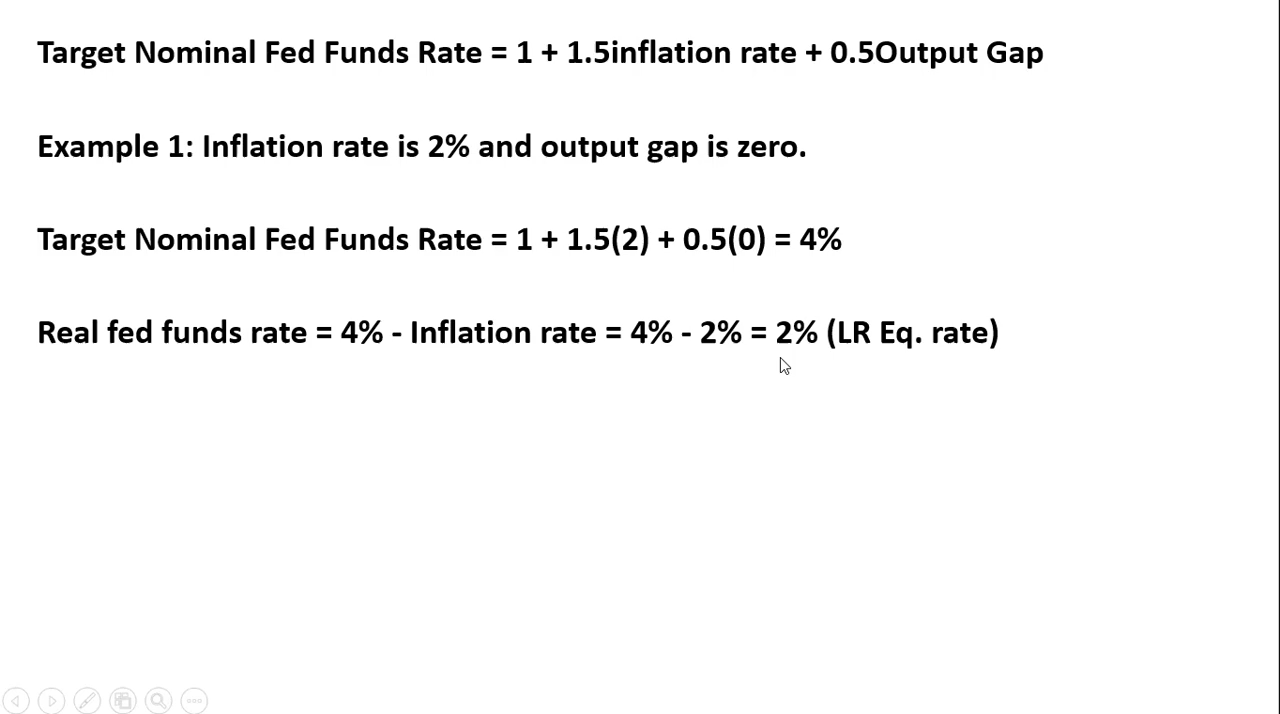 Target Nominal Fed Funds Rate = 1 + 1.5inflation rate + 0.5Output Gap
Example 1: Inflation rate is 2% and output gap is zero.
Target Nominal Fed Funds Rate = 1 + 1.5(2) + 0.5(0) = 4%
Real fed funds rate = 4% - Inflation rate = 4% - 2% = 2% (LR Eq. rate)